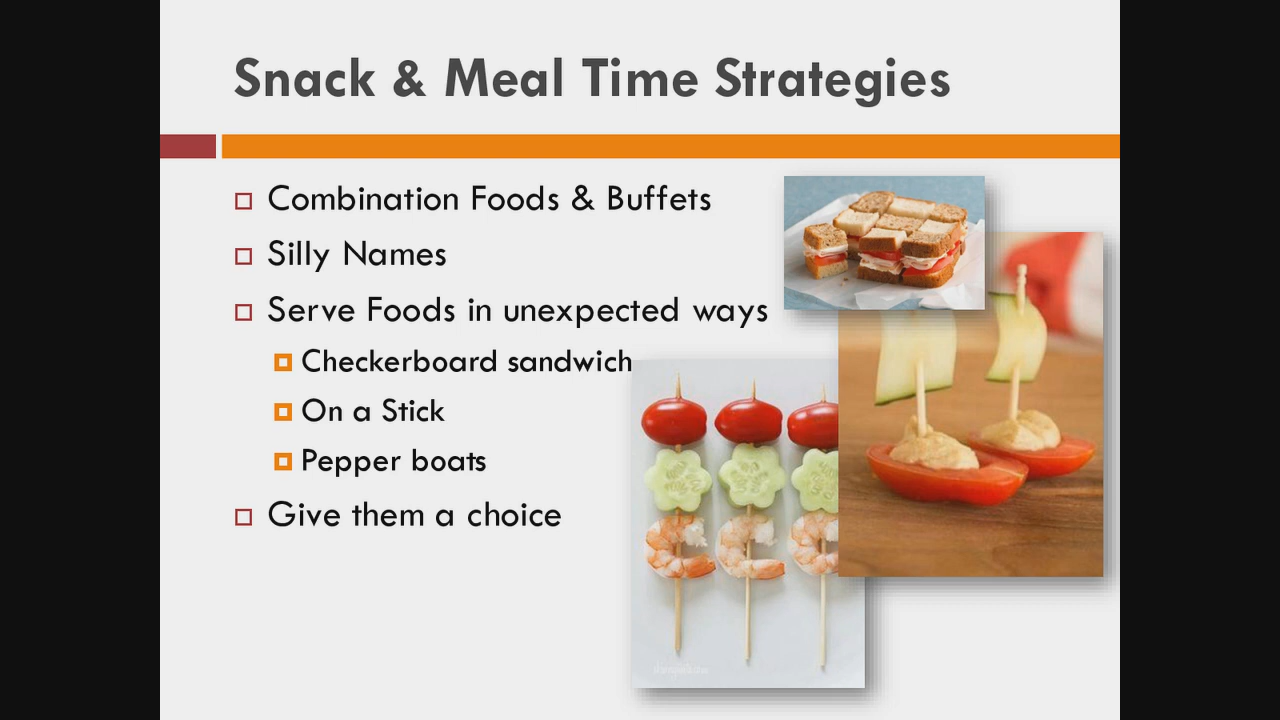 Snack & Meal Time Strategies
Combination Foods & Buffets
Silly Names
Serve Foods in unexpected ways
Checkerboard sandwich
On a Stick
Pepper boats
Give them a choice